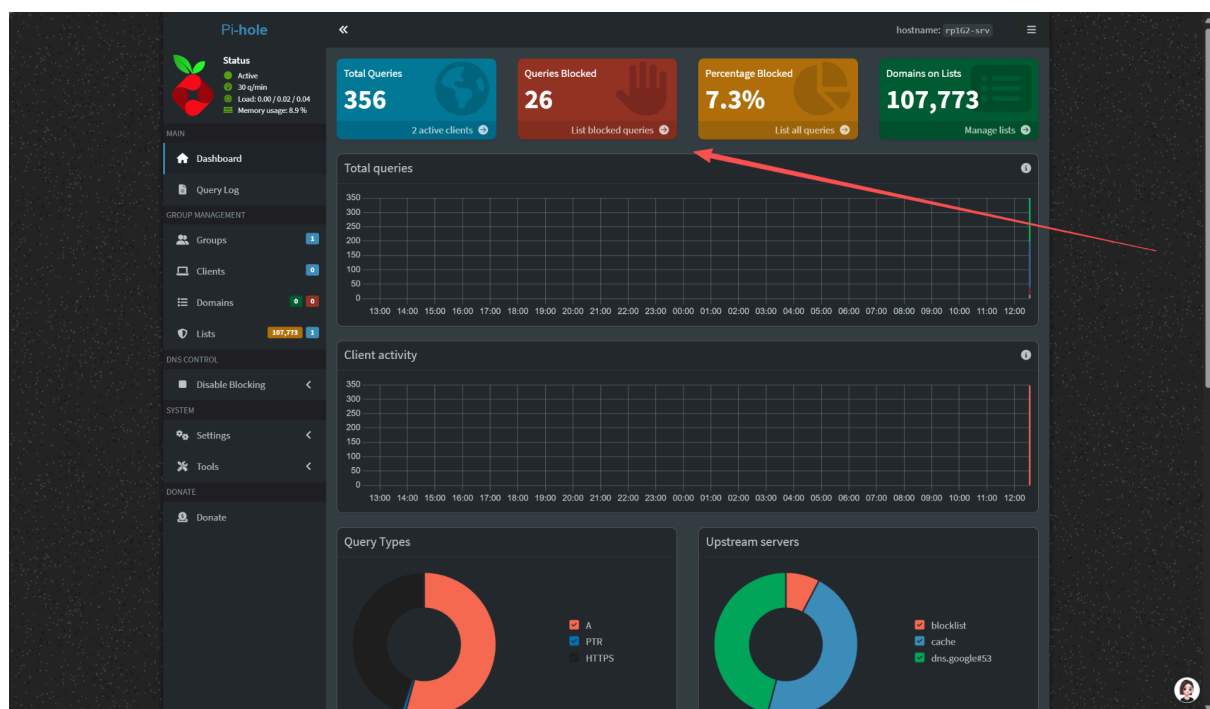 Pi-hole
hostname: rp1G2-srv
Status
Active
30 q/min
Load: 0.00 / 0.02 / 0.04
Memory usage: 8.9 %
MAIN
Dashboard
Query Log
GROUP MANAGEMENT
Groups 1
Clients 0
Domains 0 0
Lists 107,773 1
DNS CONTROL
Disable Blocking
SYSTEM
Settings
Tools
DONATE
Donate
Total Queries
356
2 active clients
Queries Blocked
26
List blocked queries
Percentage Blocked
7.3%
List all queries
Domains on Lists
107,773
Manage lists
Total queries
350
300
250
200
150
100
50
0
13:00 14:00 15:00 16:00 17:00 18:00 19:00 20:00 21:00 22:00 23:00 00:00 01:00 02:00 03:00 04:00 05:00 06:00 07:00 08:00 09:00 10:00 11:00 12:00
Client activity
350
300
250
200
150
100
50
0
13:00 14:00 15:00 16:00 17:00 18:00 19:00 20:00 21:00 22:00 23:00 00:00 01:00 02:00 03:00 04:00 05:00 06:00 07:00 08:00 09:00 10:00 11:00 12:00
Query Types
A
PTR
HTTPS
Upstream servers
blocklist
cache
dns.google#53